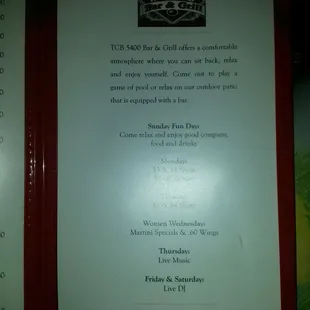 Bar & Grill
TCB 5400 Bar & Grill offers a comfortable
atmosphere where you can sit back, relax
and enjoy yourself. Come out to play a
game of pool or relax on our outdoor patio
that is equipped with a bar.
Sunday Fun Day:
Come relax and enjoy good company,
food and drinks
Women Wednesday:
Martini Specials & .60 Wings
Thursday:
Live Music
Friday & Saturday:
Live DJ